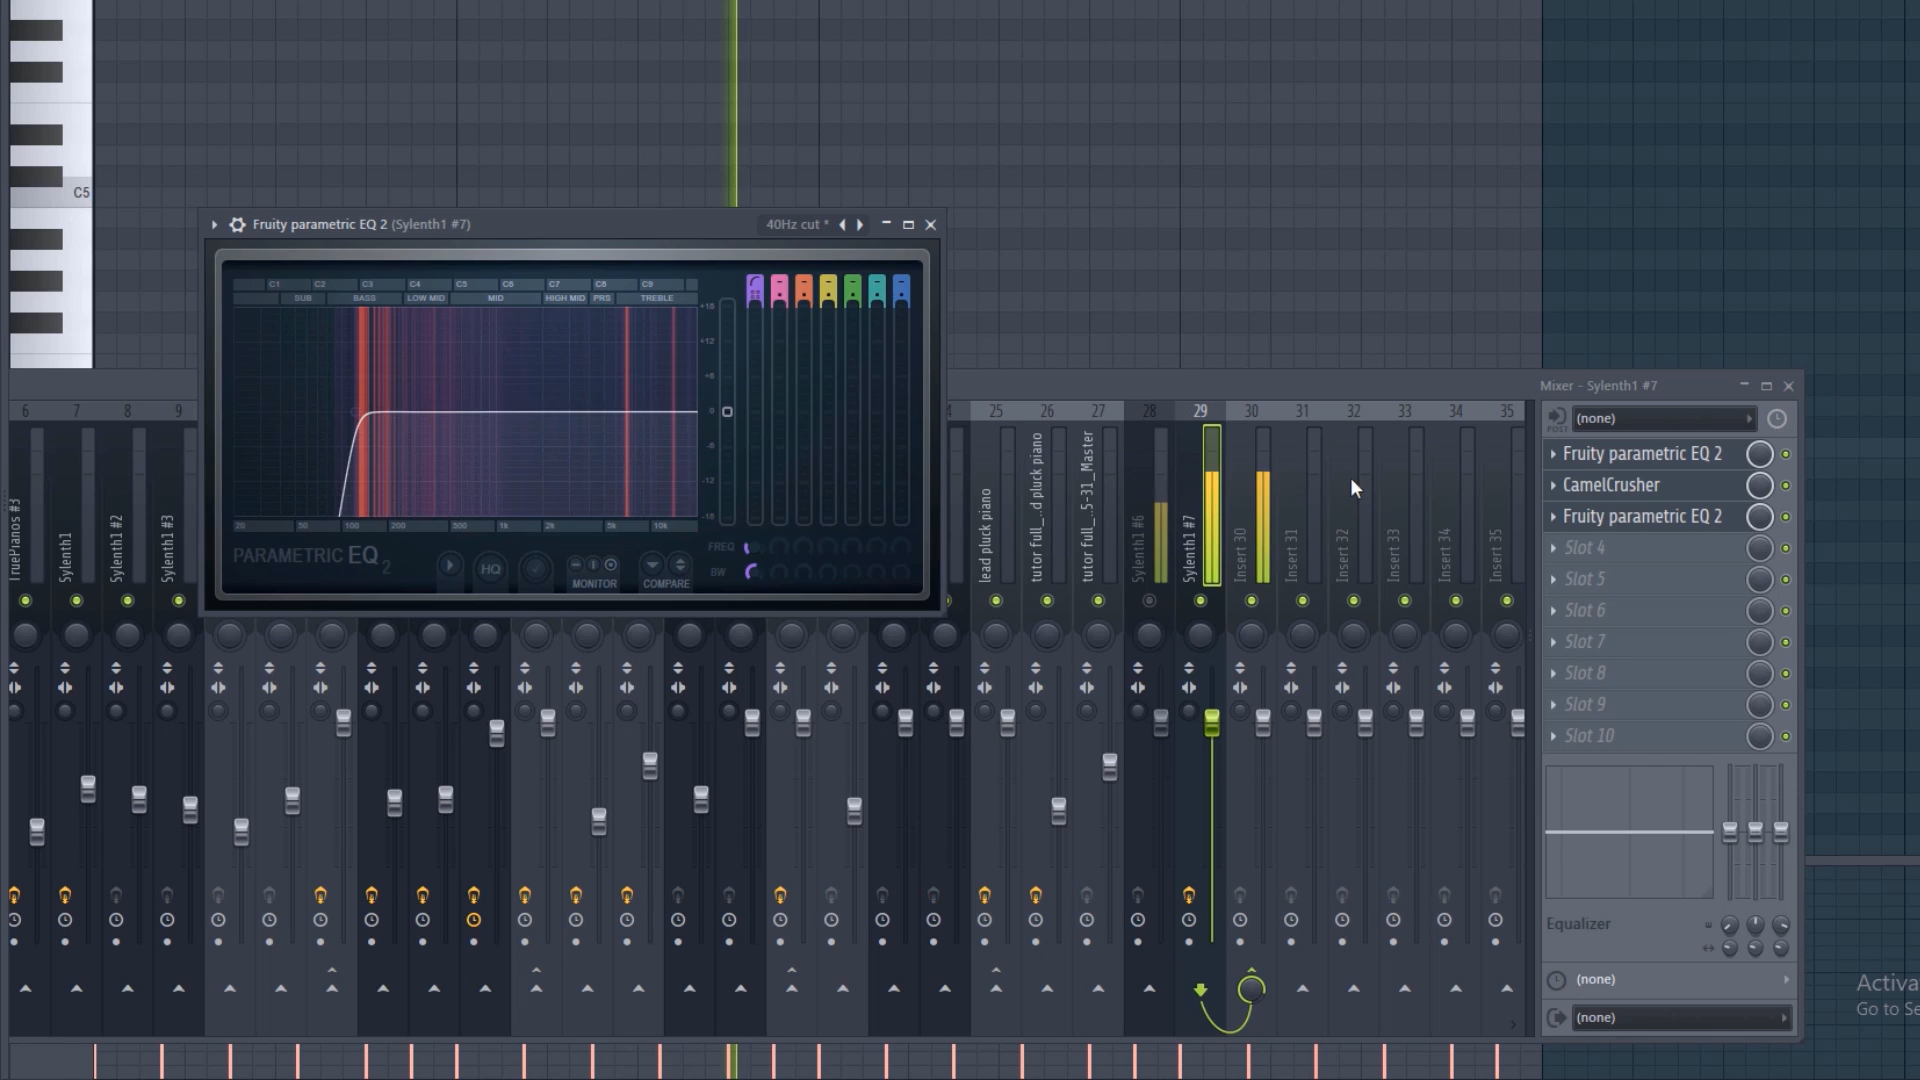 C5
Fruity parametric EQ 2 (Sylenth1 #7)
40Hz cut *
C1 C2 C3 C4 C5 C6 C7 C8 C9
SUB BASS LOW MID MID HIGH MID PRS TREBLE
+18
+12
+6
0
-6
-12
-18
20 50 100 200 500 1k 2k 5k 10k
PARAMETRIC EQ 2
HQ
MONITOR
COMPARE
FREQ
BW
Mixer - Sylenth1 #7
6 7 8 9 25 26 27 28 29 30 31 32 33 34 35
TruePianos #3
Sylenth1
Sylenth1 #2
Sylenth1 #3
lead pluck piano
tutor full_..d pluck piano
tutor full_..5-31_Master
Sylenth1 #6
Sylenth1 #7
Insert 30
Insert 31
Insert 32
Insert 33
Insert 34
Insert 35
POST
(none)
Fruity parametric EQ 2
CamelCrusher
Fruity parametric EQ 2
Slot 4
Slot 5
Slot 6
Slot 7
Slot 8
Slot 9
Slot 10
Equalizer
(none)
(none)
Activa
Go to Se